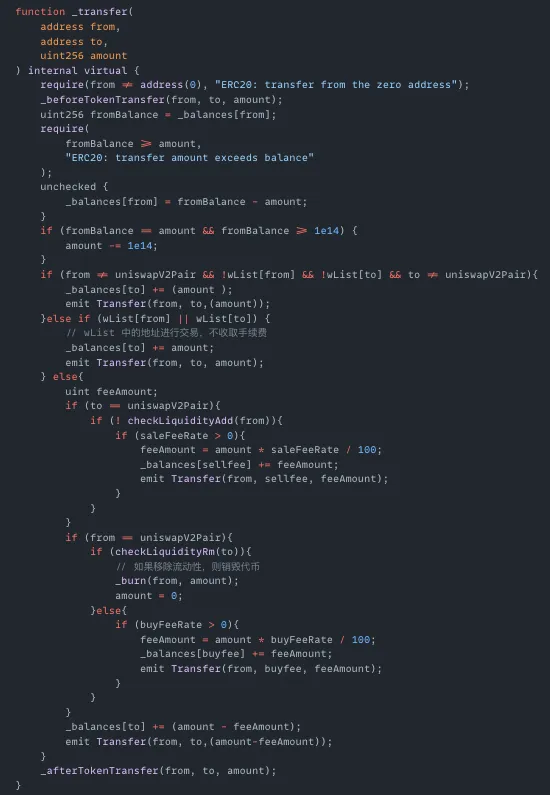 function _transfer(
    address from,
    address to,
    uint256 amount
) internal virtual {
    require(from ≠ address(0), "ERC20: transfer from the zero address");
    _beforeTokenTransfer(from, to, amount);
    uint256 fromBalance = _balances[from];
    require(
        fromBalance ≥ amount,
        "ERC20: transfer amount exceeds balance"
    );
    unchecked {
        _balances[from] = fromBalance - amount;
    }
    if (fromBalance == amount && fromBalance ≥ 1e14) {
        amount -= 1e14;
    }
    if (from ≠ uniswapV2Pair && !wList[from] && !wList[to] && to ≠ uniswapV2Pair){
        _balances[to] += (amount );
        emit Transfer(from, to,(amount));
    }else if (wList[from] || wList[to]) {
        // wList 中的地址进行交易，不收取手续费
        _balances[to] += amount;
        emit Transfer(from, to, amount);
    } else{
        uint feeAmount;
        if (to == uniswapV2Pair){
            if (! checkLiquidityAdd(from)){
                if (saleFeeRate > 0){
                    feeAmount = amount * saleFeeRate / 100;
                    _balances[sellfee] += feeAmount;
                    emit Transfer(from, sellfee, feeAmount);
                }
            }
        }
        if (from == uniswapV2Pair){
            if (checkLiquidityRm(to)){
                // 如果移除流动性，则销毁代币
                _burn(from, amount);
                amount = 0;
            }else{
                if (buyFeeRate > 0){
                    feeAmount = amount * buyFeeRate / 100;
                    _balances[buyfee] += feeAmount;
                    emit Transfer(from, buyfee, feeAmount);
                }
            }
        }
        _balances[to] += (amount - feeAmount);
        emit Transfer(from, to,(amount-feeAmount));
    }
    _afterTokenTransfer(from, to, amount);
}